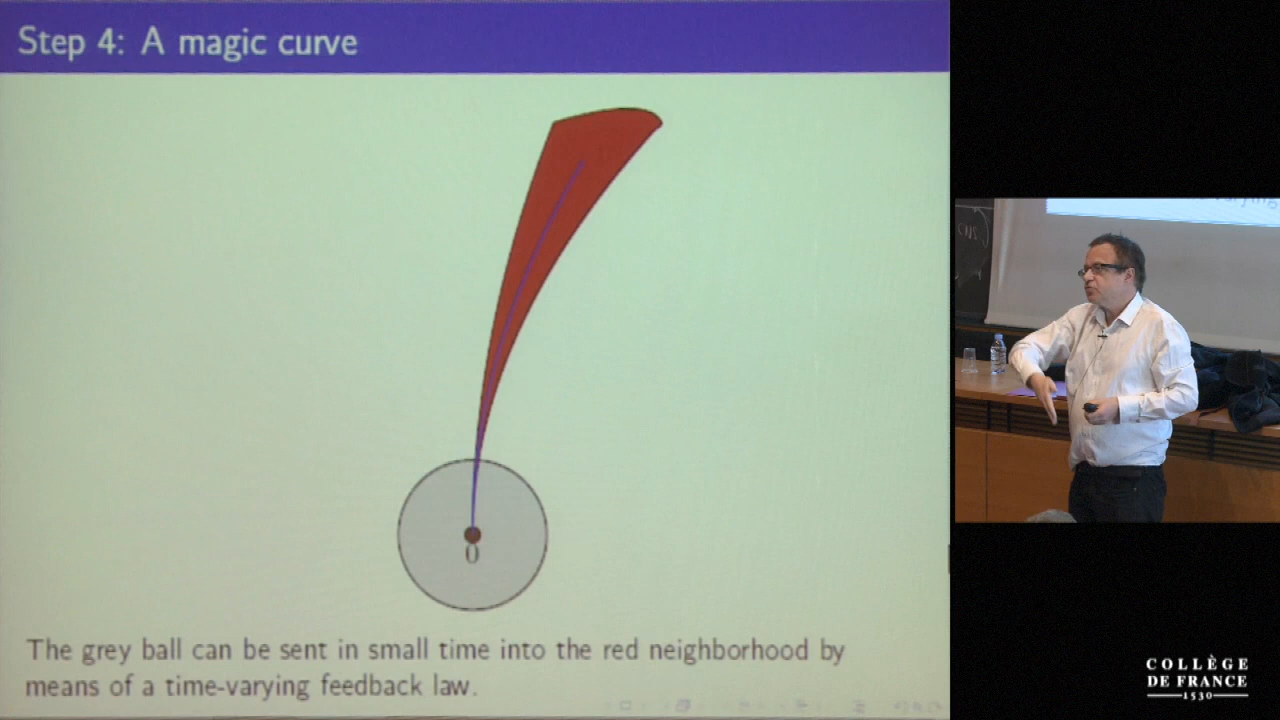 Step 4: A magic curve
0
The grey ball can be sent in small time into the red neighborhood by
means of a time-varying feedback law.
COLLÈGE
DE FRANCE
1530